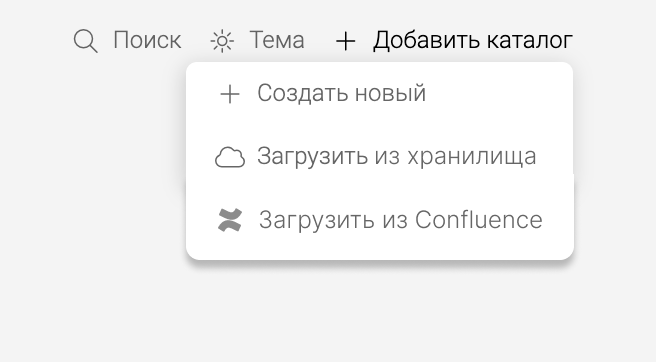 Поиск Тема Добавить каталог
Создать новый
Загрузить из хранилища
Загрузить из Confluence